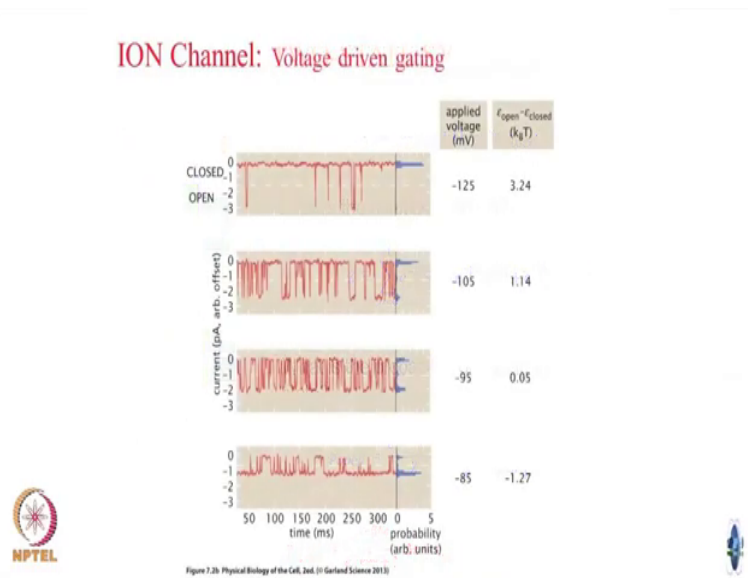 ION Channel: Voltage driven gating
applied
voltage
(mV)
εopen-εclosed
(kBT)
CLOSED
OPEN
0
-1
-2
-3
-125
3.24
0
-1
-2
-3
-105
1.14
0
-1
-2
-3
-95
0.05
0
-1
-2
-3
-85
-1.27
current (pA, arb. offset)
50 100 150 200 250 300 0 5
time (ms)
probability
(arb. units)
Figure 7.2b Physical Biology of the Cell, 2ed. (© Garland Science 2013)
NPTEL